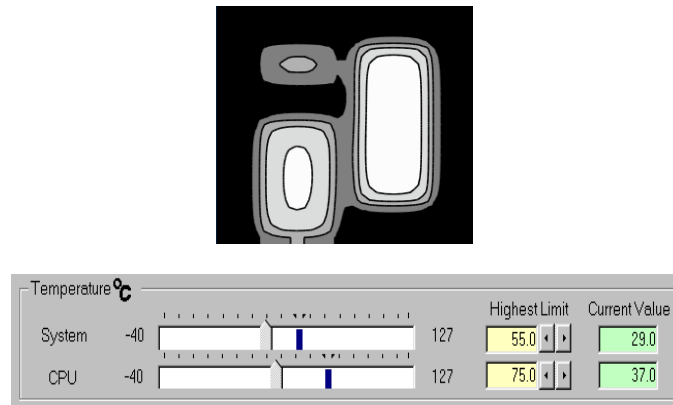 Temperature °C
Highest Limit Current Value
System -40 127 55.0 29.0
CPU -40 127 75.0 37.0